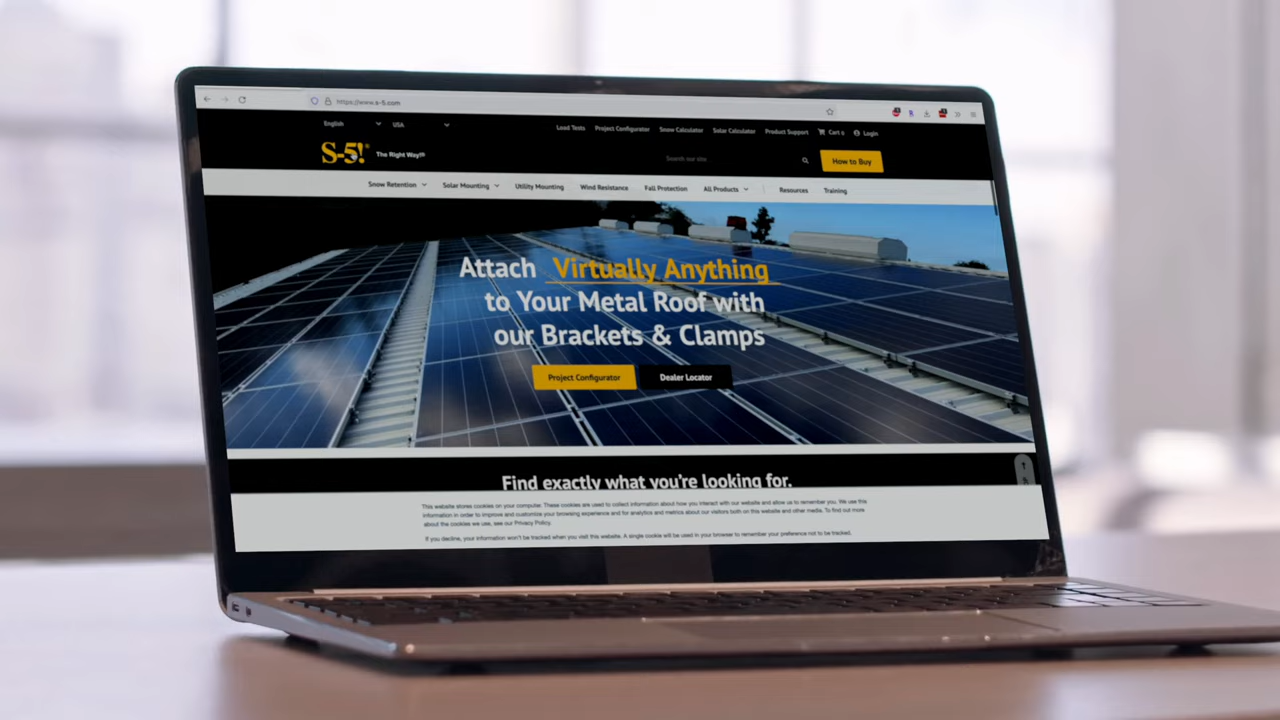 https://www.s-5.com
English USA
Load Tests Project Configurator Snow Calculator Solar Calculator Product Support Cart 0 Login
S-5!® The Right Way!®
Search our site
How to Buy
Snow Retention Solar Mounting Utility Mounting Wind Resistance Fall Protection All Products Resources Training
Attach Virtually Anything
to Your Metal Roof with
our Brackets & Clamps
Project Configurator Dealer Locator
Find exactly what you're looking for.
This website stores cookies on your computer. These cookies are used to collect information about how you interact with our website and allow us to remember you. We use this
information in order to improve and customize your browsing experience and for analytics and metrics about our visitors both on this website and other media. To find out more
about the cookies we use, see our Privacy Policy.
If you decline, your information won't be tracked when you visit this website. A single cookie will be used in your browser to remember your preference not to be tracked.